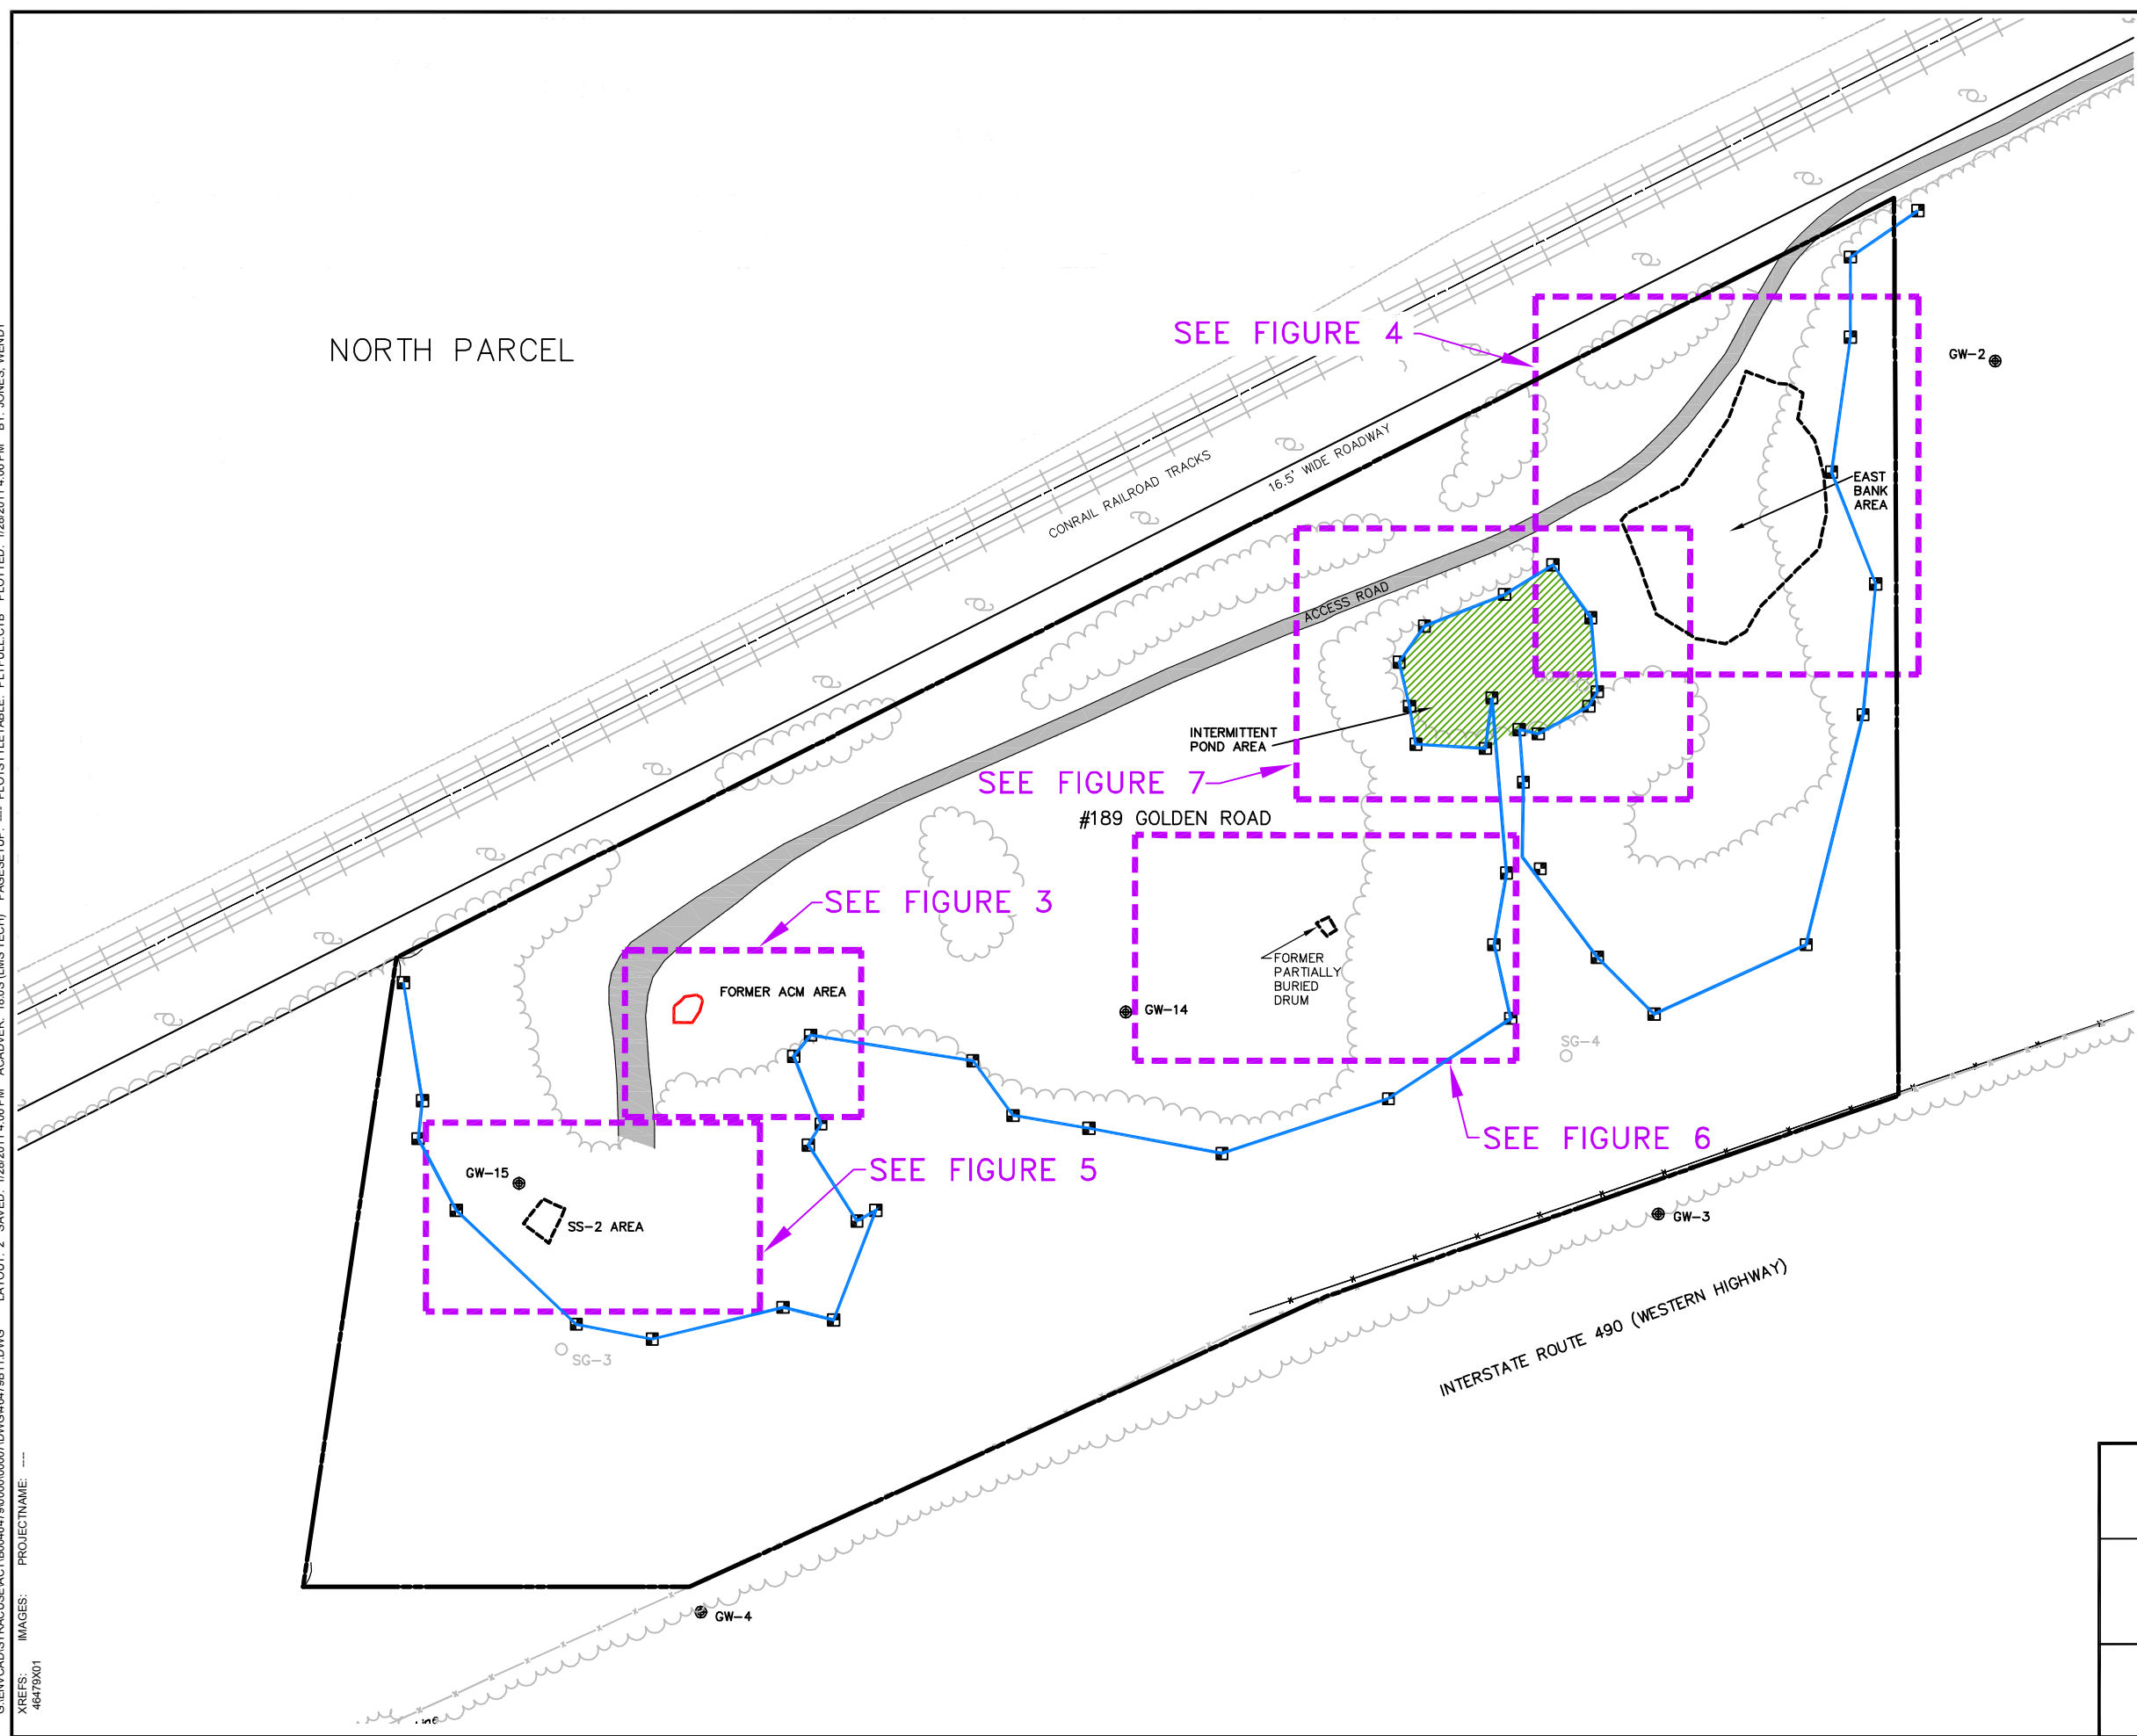 NORTH PARCEL
SEE FIGURE 4
GW-2
16.5' WIDE ROADWAY
CONRAIL RAILROAD TRACKS
EAST
BANK
AREA
ACCESS ROAD
INTERMITTENT
POND AREA
SEE FIGURE 7
#189 GOLDEN ROAD
SEE FIGURE 3
FORMER
PARTIALLY
BURIED
DRUM
FORMER ACM AREA
GW-14
SG-4
SEE FIGURE 6
SEE FIGURE 5
GW-15
SS-2 AREA
GW-3
INTERSTATE ROUTE 490 (WESTERN HIGHWAY)
SG-3
GW-4
XREFS: IMAGES: PROJECTNAME: ----
46479X01